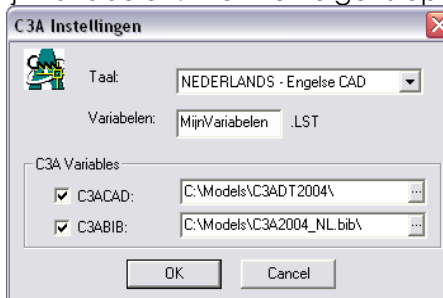 C3A Instellingen
Taal:
NEDERLANDS - Engelse CAD
Variabelen:
MijnVariabelen .LST
C3A Variables
C3ACAD:
C:\Models\C3ADT2004\
...
C3ABIB:
C:\Models\C3A2004_NL.bib\
...
OK Cancel